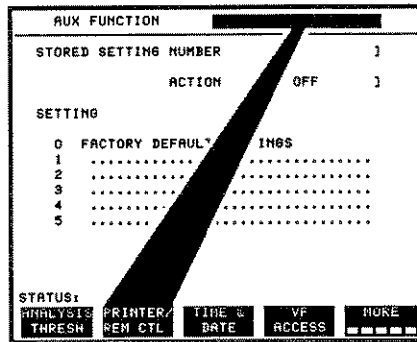 AUX FUNCTION
STORED SETTING NUMBER ]
ACTION OFF ]
SETTING
0 FACTORY DEFAUL INGS
1 ........................................
2 ........................................
3 ........................................
4 ........................................
5 ........................................
STATUS:
ANALYSIS THRESH PRINTER/ REM CTL TIME & DATE VF ACCESS MORE